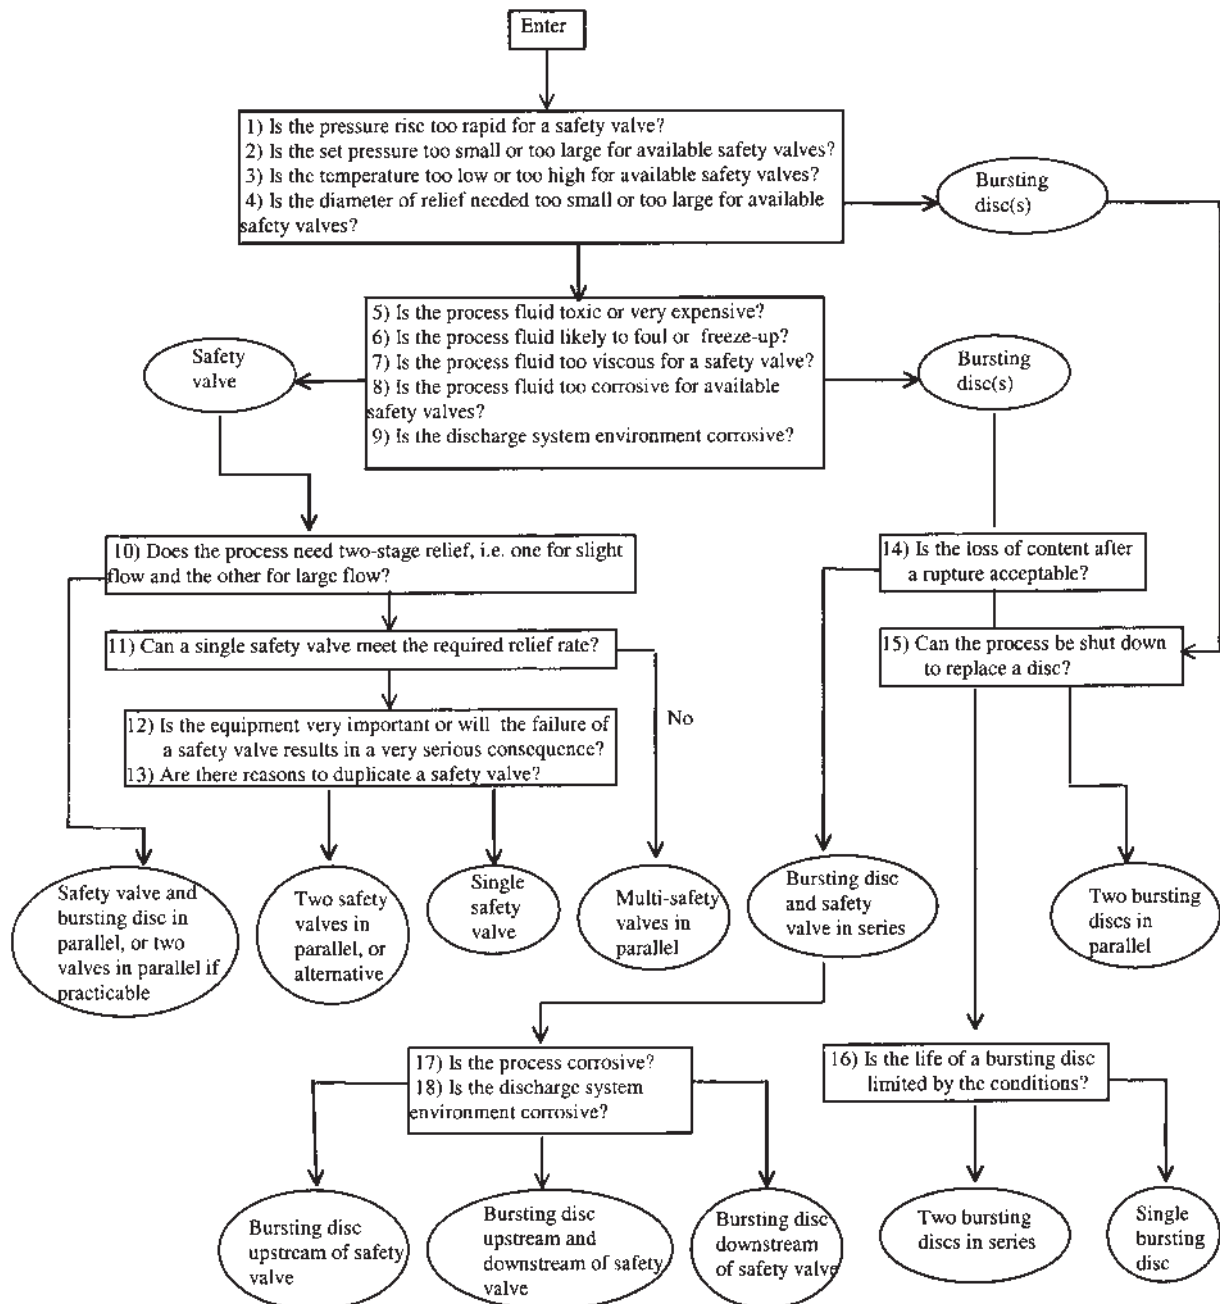 Enter
1) Is the pressure risc too rapid for a safety valve?
2) Is the set pressure too small or too large for available safety valves?
3) Is the temperature too low or too high for available safety valves?
4) Is the diameter of relief needed too small or too large for available
safety valves?
Bursting
disc(s)
5) Is the process fluid toxic or very expensive?
6) Is the process fluid likely to foul or freeze-up?
7) Is the process fluid too viscous for a safety valve?
8) Is the process fluid too corrosive for available
safety valves?
9) Is the discharge system environment corrosive?
Safety
valve
Bursting
disc(s)
10) Does the process need two-stage relief, i.e. one for slight
flow and the other for large flow?
14) Is the loss of content after
a rupture acceptable?
11) Can a single safety valve meet the required relief rate?
15) Can the process be shut down
to replace a disc?
12) Is the equipment very important or will the failure of
a safety valve results in a very serious consequence?
13) Are there reasons to duplicate a safety valve?
No
Safety valve and
bursting disc in
parallel, or two
valves in parallel if
practicable
Two safety
valves in
parallel, or
alternative
Single
safety
valve
Multi-safety
valves in
parallel
Bursting disc
and safety
valve in series
Two bursting
discs in
parallel
17) Is the process corrosive?
18) Is the discharge system
environment corrosive?
16) Is the life of a bursting disc
limited by the conditions?
Bursting disc
upstream of safety
valve
Bursting disc
upstream and
downstream of safety
valve
Bursting disc
downstream
of safety valve
Two bursting
discs in series
Single
bursting
disc